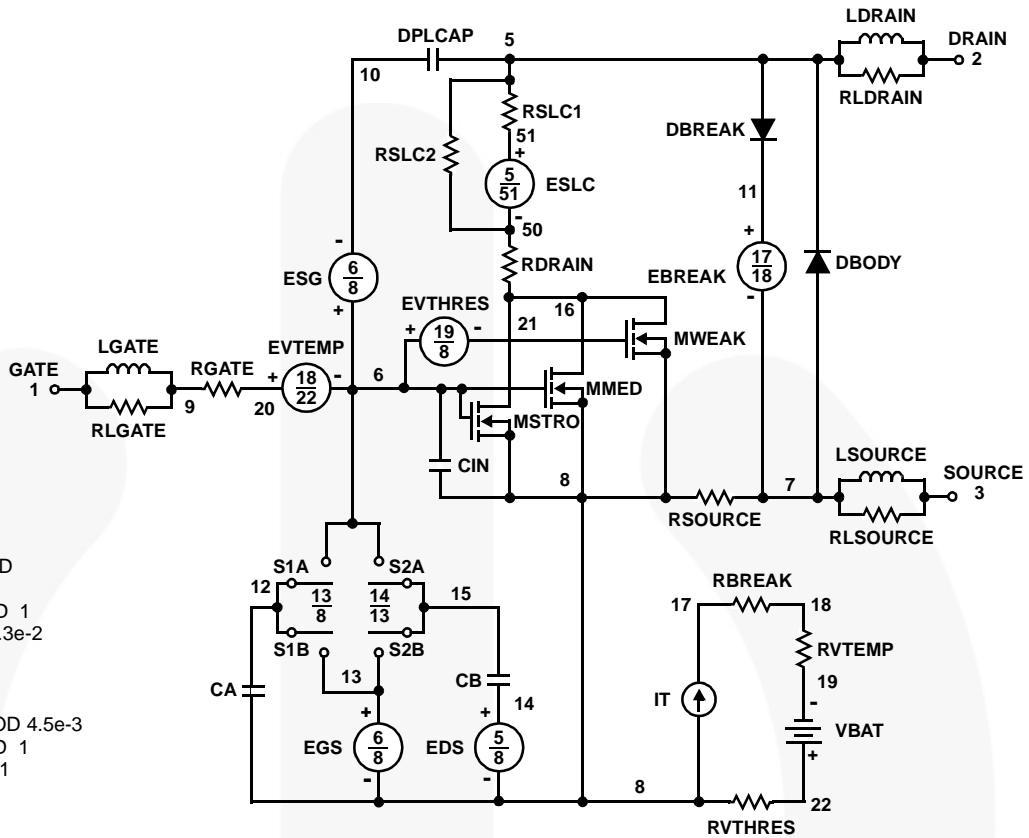 LDRAIN
DPLCAP
5
DRAIN
2
10
RLDRAIN
RSLC1
DBREAK
51
RSLC2
+
5
51
ESLC
11
-
50
-
+
17
18
EBREAK
DBODY
RDRAIN
6
8
ESG
EVTHRES
16
-
+
+
19
8
-
21
MWEAK
LGATE
EVTEMP
GATE
1
RGATE
+
18
22
-
6
MMED
9
20
MSTRO
RLGATE
LSOURCE
CIN
8
7
SOURCE
3
RSOURCE
RLSOURCE
D
S1A
S2A
12
13
8
14
13
15
RBREAK
D 1
.3e-2
17
18
S1B
S2B
RVTEMP
13
CB
19
CA
IT
-
14
OD 4.5e-3
+
+
VBAT
D 1
EGS
6
8
EDS
5
8
1
+
-
-
8
22
RVTHRES